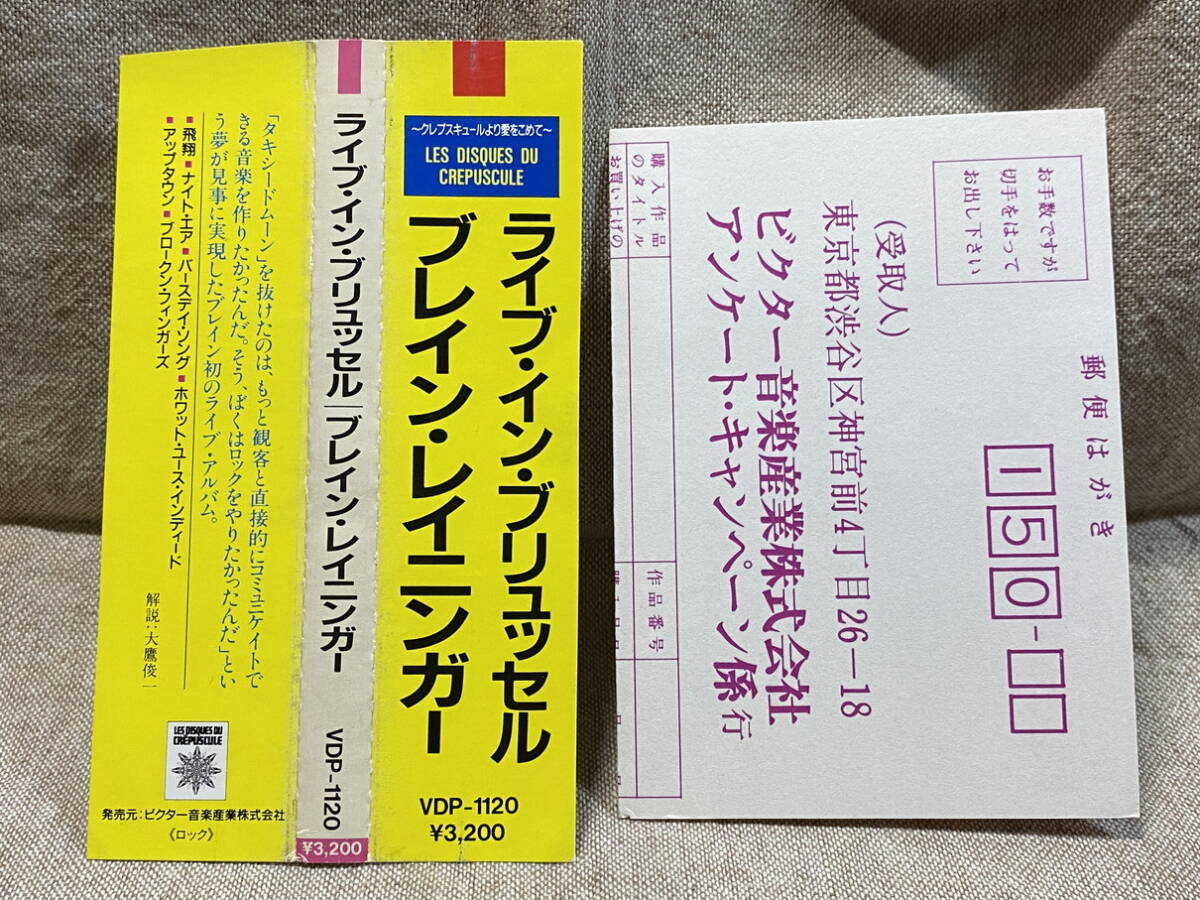 ~クレプスキュールより愛をこめて~
LES DISQUES DU
CREPUSCULE
ライブ・イン・ブリュッセル
ブレイン・レイニンガー
VDP-1120
¥3,200
ライブ・イン・ブリュッセル|ブレイン・レイニンガー
VDP-1120
¥3,200
「タキシードムーン」を抜けたのは、もっと観客と直接的にコミュニケイトで
きる音楽を作りたかったんだ。そう、ぼくはロックをやりたかったんだ」とい
う夢が見事に実現したブレイン初のライブ・アルバム。
■飛翔■ナイト・エア■バースデイ・ソング■ホワット・ユース・インディード
■アップタウン■ブロークン・フィンガーズ
解説:大鷹俊一
LES DISQUES DU
CRÉPUSCULE
発売元:ビクター音楽産業株式会社
《ロック》
郵便はがき
150-
お手数ですが
切手をはって
お出し下さい
(受取人)
東京都渋谷区神宮前4丁目26-18
ビクター音楽産業株式会社
アンケート・キャンペーン係行
購入作品
のタイトル
作品番号
お買い上げの